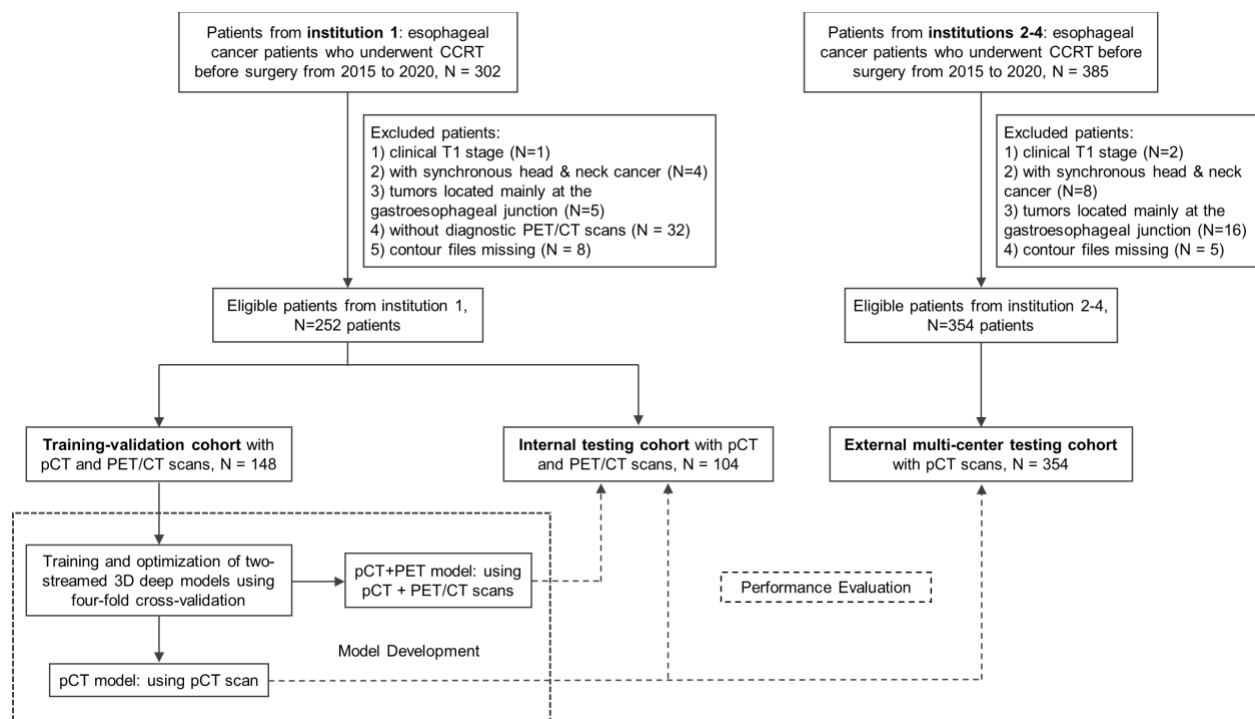 Patients from institution 1: esophageal
cancer patients who underwent CCRT
before surgery from 2015 to 2020, N = 302
Patients from institutions 2-4: esophageal
cancer patients who underwent CCRT
before surgery from 2015 to 2020, N = 385
Excluded patients:
1) clinical T1 stage (N=1)
2) with synchronous head & neck cancer (N=4)
3) tumors located mainly at the
gastroesophageal junction (N=5)
4) without diagnostic PET/CT scans (N = 32)
5) contour files missing (N = 8)
Excluded patients:
1) clinical T1 stage (N=2)
2) with synchronous head & neck
cancer (N=8)
3) tumors located mainly at the
gastroesophageal junction (N=16)
4) contour files missing (N = 5)
Eligible patients from institution 1,
N=252 patients
Eligible patients from institution 2-4,
N=354 patients
Training-validation cohort with
pCT and PET/CT scans, N = 148
Internal testing cohort with pCT
and PET/CT scans, N = 104
External multi-center testing cohort
with pCT scans, N = 354
Training and optimization of two-
streamed 3D deep models using
four-fold cross-validation
pCT+PET model: using
pCT + PET/CT scans
Performance Evaluation
Model Development
pCT model: using pCT scan